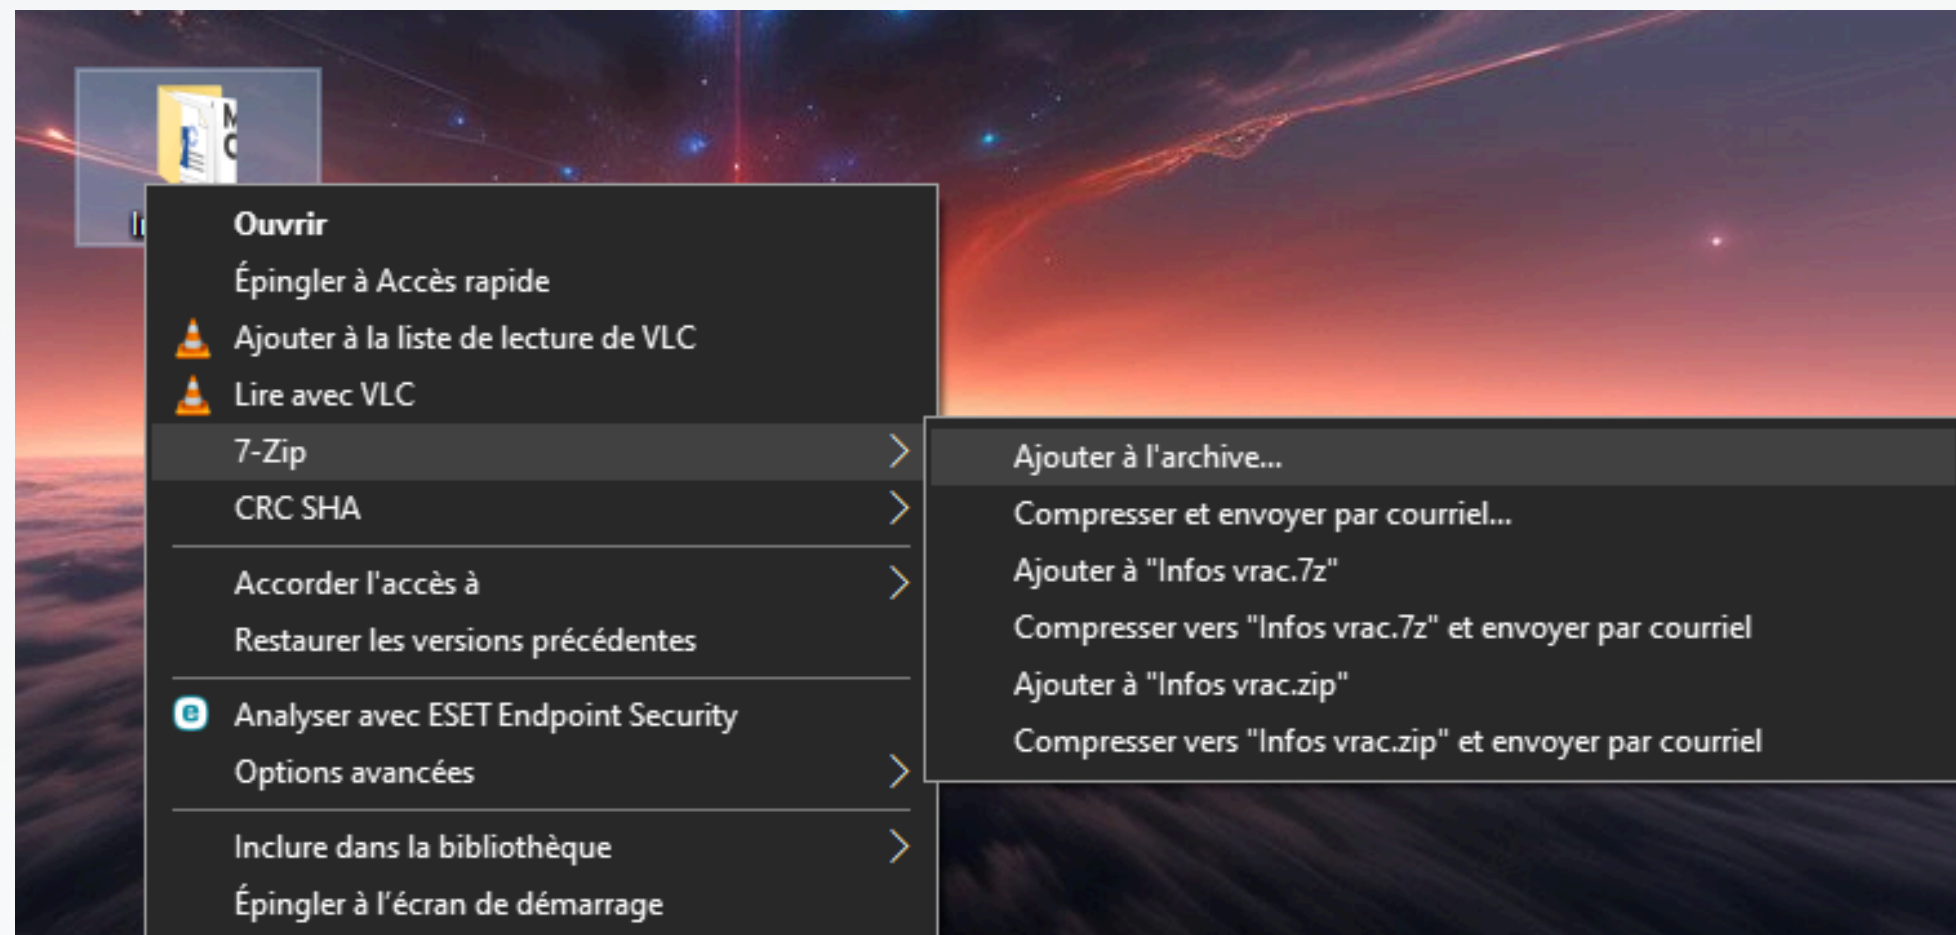 Ouvrir
Épingler à Accès rapide
Ajouter à la liste de lecture de VLC
Lire avec VLC
7-Zip
CRC SHA
Accorder l'accès à
Restaurer les versions précédentes
Analyser avec ESET Endpoint Security
Options avancées
Inclure dans la bibliothèque
Épingler à l'écran de démarrage
Ajouter à l'archive...
Compresser et envoyer par courriel...
Ajouter à "Infos vrac.7z"
Compresser vers "Infos vrac.7z" et envoyer par courriel
Ajouter à "Infos vrac.zip"
Compresser vers "Infos vrac.zip" et envoyer par courriel